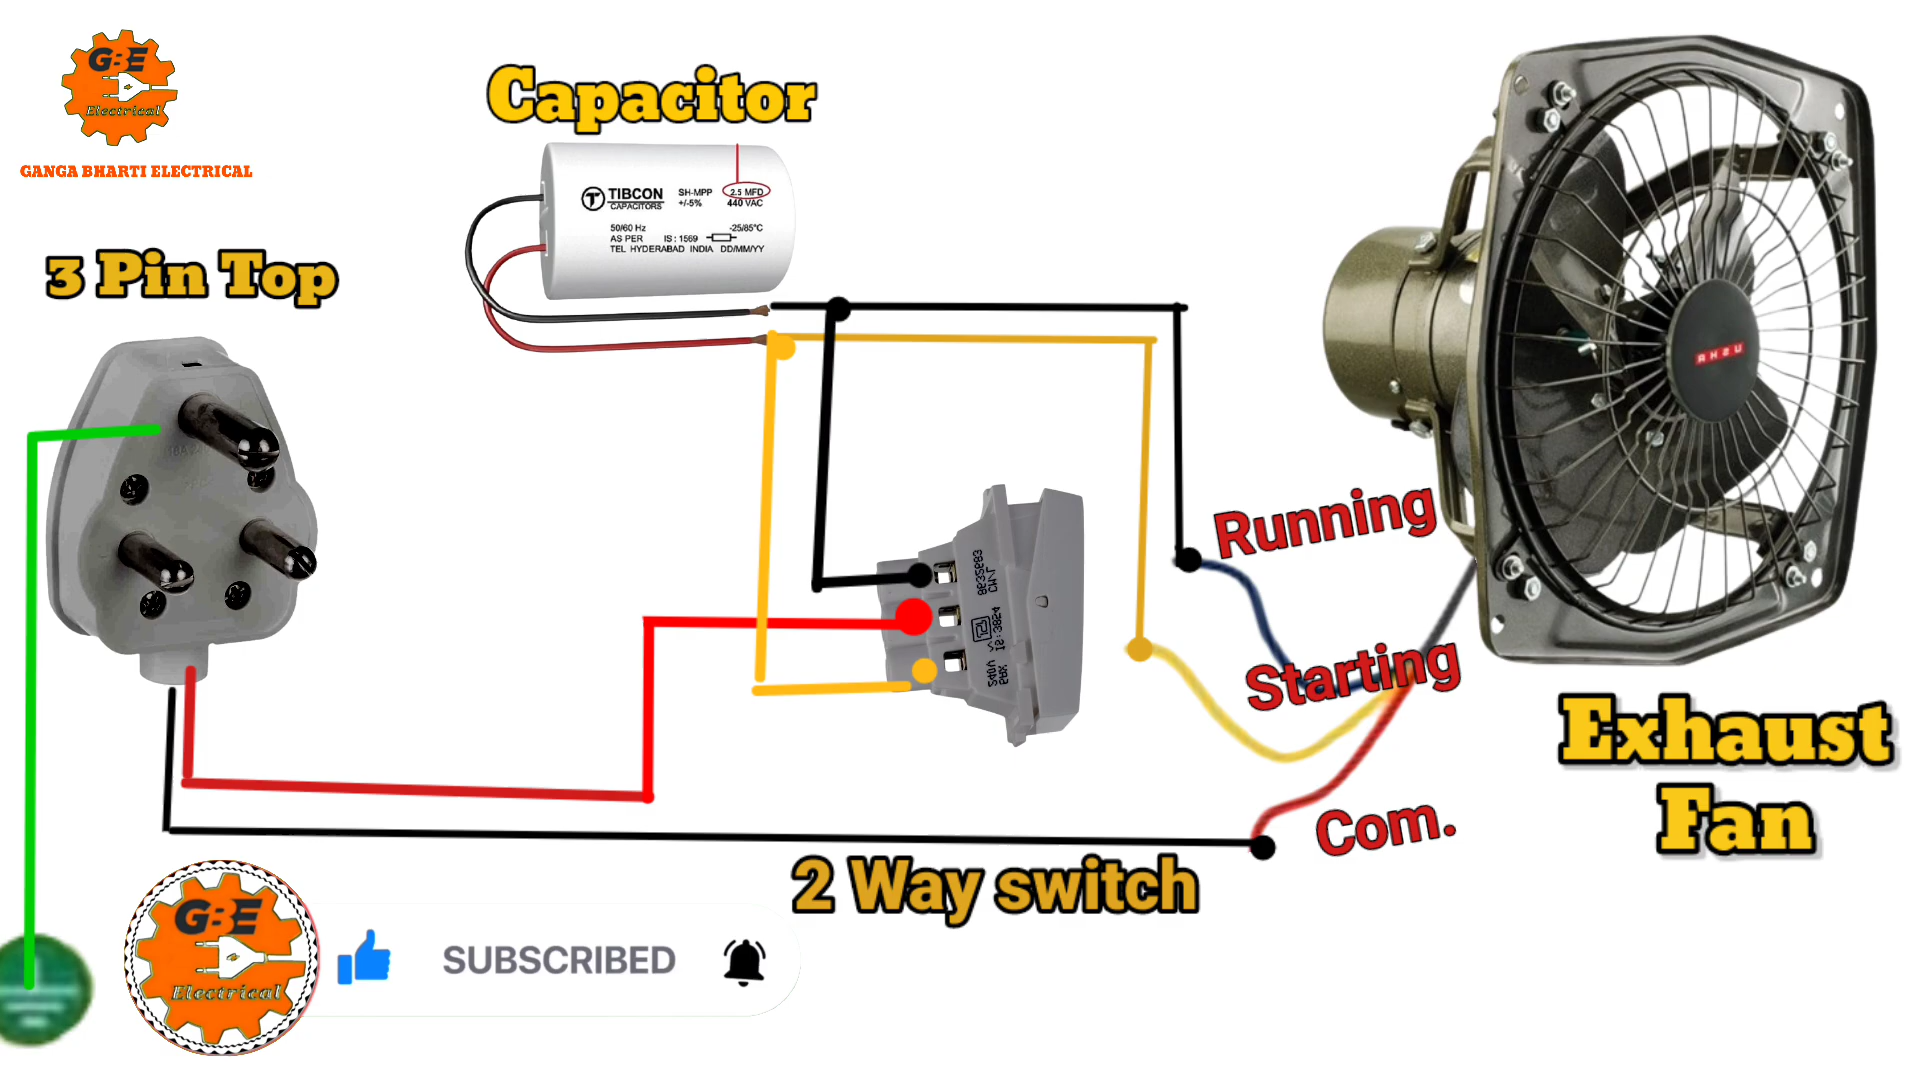 GBE
Electrical
GANGA BHARTI ELECTRICAL
Capacitor
TIBCON
CAPACITORS
SH-MPP
+/-5%
2.5 MFD
440 VAC
50/60 Hz
-25/85°C
AS PER
IS : 1569
TEL HYDERABAD INDIA DD/MM/YY
3 Pin Top
USHA
Running
Starting
Com.
Exhaust
Fan
2 Way switch
GBE
Electrical
SUBSCRIBED